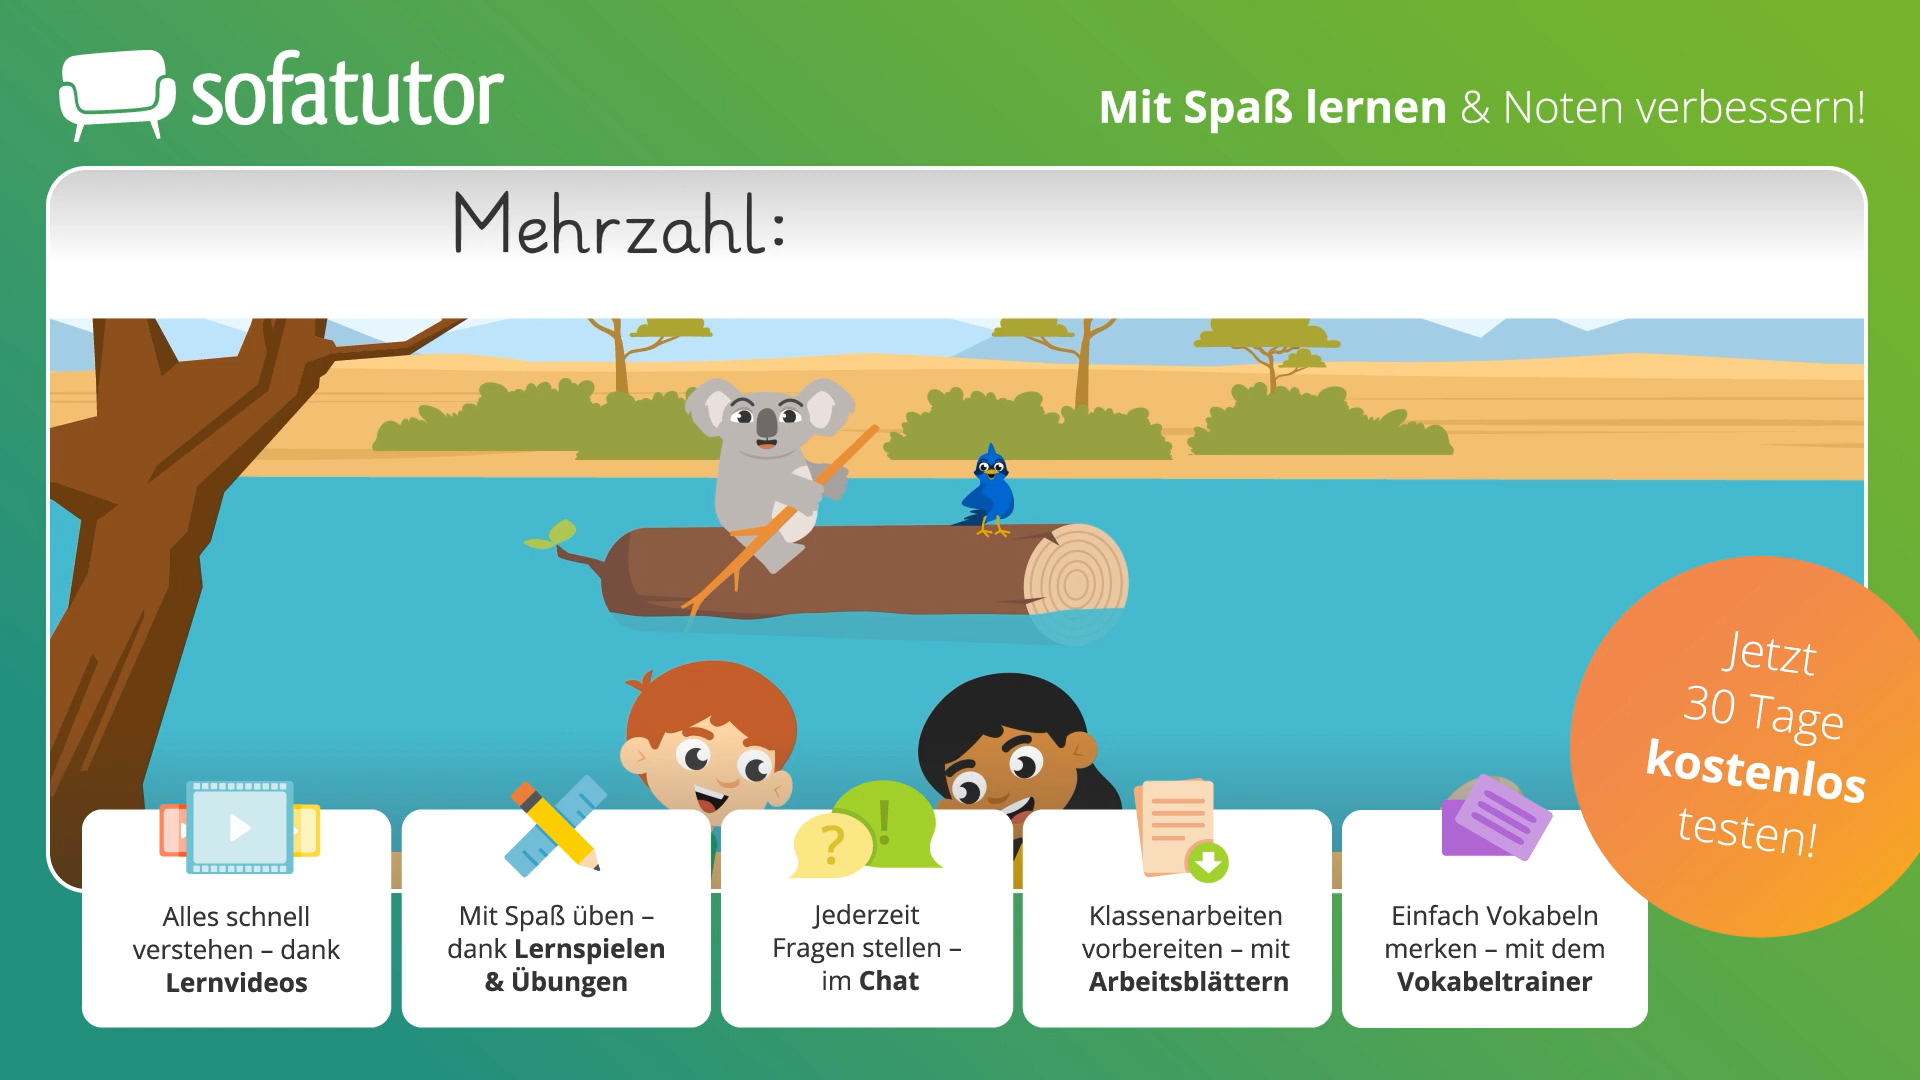 sofatutor
Mit Spaß lernen & Noten verbessern!
Mehrzahl:
Jetzt
30 Tage
kostenlos
testen!
?
!
Alles schnell
verstehen – dank
Lernvideos
Mit Spaß üben –
dank Lernspielen
& Übungen
Jederzeit
Fragen stellen –
im Chat
Klassenarbeiten
vorbereiten – mit
Arbeitsblättern
Einfach Vokabeln
merken – mit dem
Vokabeltrainer